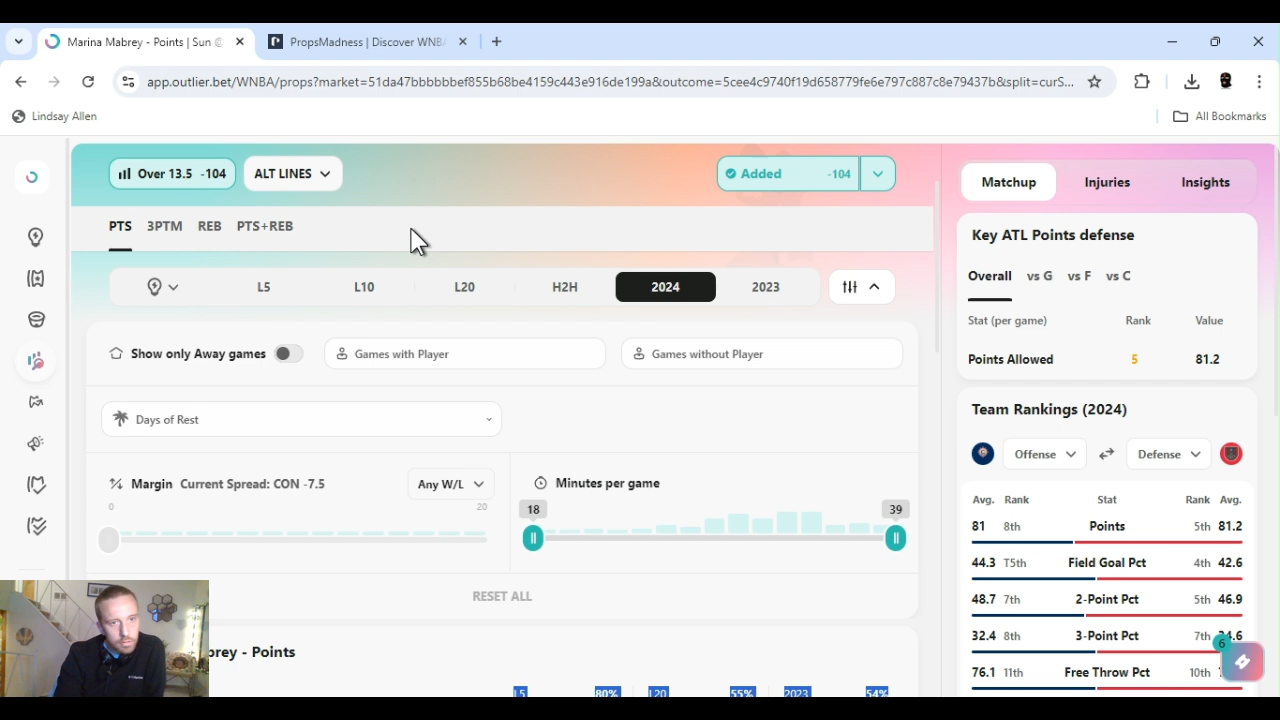 Marina Mabrey - Points | Sun @
PropsMadness | Discover WNB
app.outlier.bet/WNBA/props?market=51da47bbbbbbef855b68be4159c443e916de199a&outcome=5cee4c9740f19d658779fe6e797c887c8e79437b&split=curS...
Lindsay Allen
All Bookmarks
Over 13.5 -104
ALT LINES
Added -104
Matchup Injuries Insights
PTS 3PTM REB PTS+REB
Key ATL Points defense
Overall vs G vs F vs C
L5 L10 L20 H2H 2024 2023
Stat (per game) Rank Value
Points Allowed 5 81.2
Show only Away games
Games with Player
Games without Player
Days of Rest
Team Rankings (2024)
Offense Defense
Margin Current Spread: CON -7.5
Any W/L
Minutes per game
0 20
18 39
Avg. Rank Stat Rank Avg.
81 8th Points 5th 81.2
44.3 T5th Field Goal Pct 4th 42.6
48.7 7th 2-Point Pct 5th 46.9
32.4 8th 3-Point Pct 7th
6
76.1 11th Free Throw Pct 10th
RESET ALL
brey - Points
L5 80% L20 55% 2023 54%